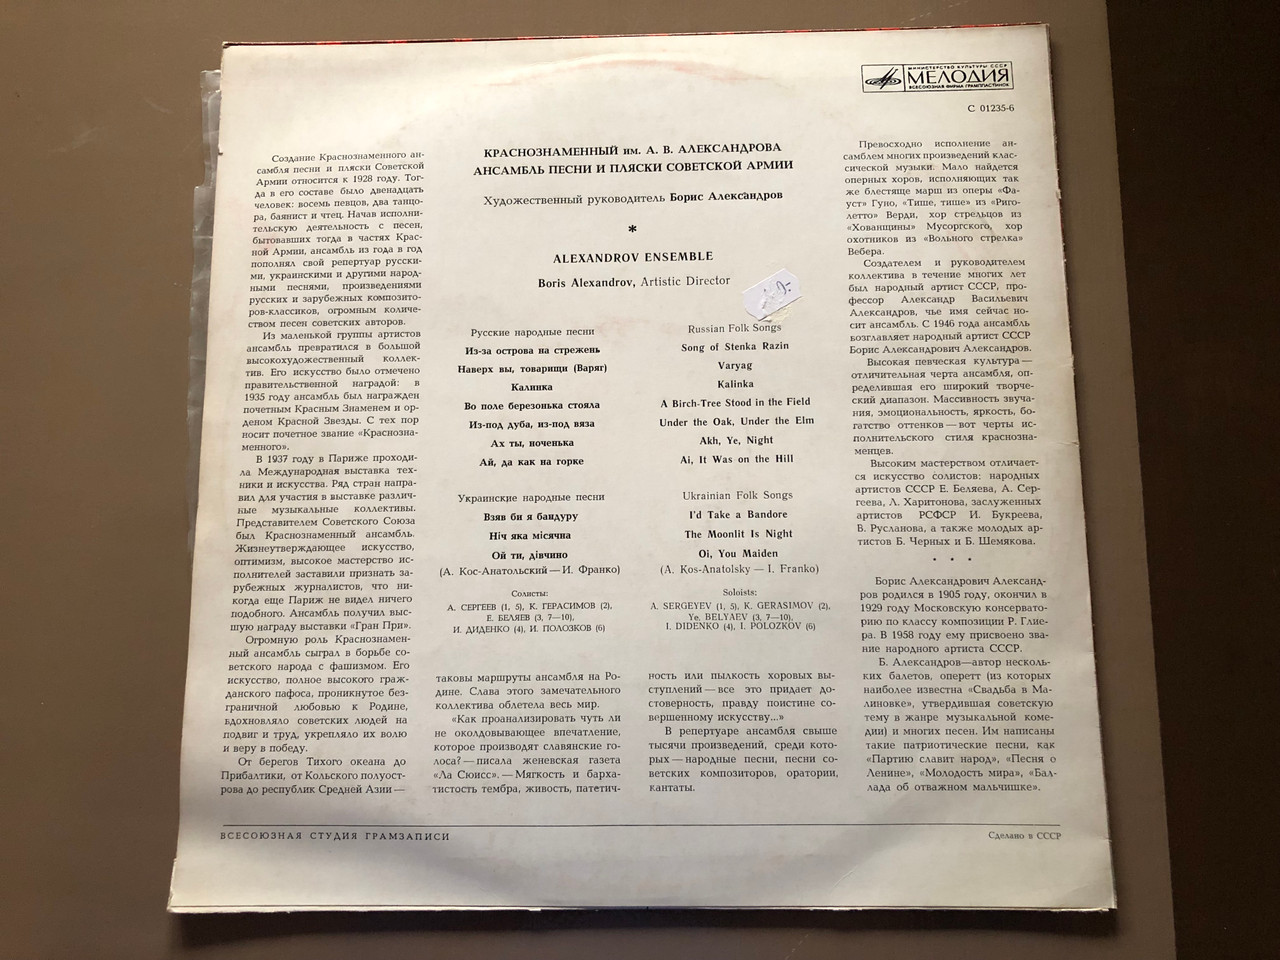 МИНИСТЕРСТВО КУЛЬТУРЫ СССР
МЕЛОДИЯ
ВСЕСОЮЗНАЯ ФИРМА ГРАМПЛАСТИНОК
С 01235-6
КРАСНОЗНАМЕННЫЙ им. А. В. АЛЕКСАНДРОВА
АНСАМБЛЬ ПЕСНИ И ПЛЯСКИ СОВЕТСКОЙ АРМИИ
Художественный руководитель Борис Александров
*
ALEXANDROV ENSEMBLE
Boris Alexandrov, Artistic Director
Создание Краснознаменного ан-
самбля песни и пляски Советской
Армии относится к 1928 году. Тог-
да в его составе было двенадцать
человек: восемь певцов, два танцо-
ра, баянист и чтец. Начав исполни-
тельскую деятельность с песен,
бытовавших тогда в частях Крас-
ной Армии, ансамбль из года в год
пополнял свой репертуар русски-
ми, украинскими и другими народ-
ными песнями, произведениями
русских и зарубежных композито-
ров-классиков, огромным количе-
ством песен советских авторов.
Из маленькой группы артистов
ансамбль превратился в большой
высокохудожественный коллек-
тив. Его искусство было отмечено
правительственной наградой: в
1935 году ансамбль был награжден
почетным Красным Знаменем и ор-
деном Красной Звезды. С тех пор
носит почетное звание «Краснозна-
менного».
В 1937 году в Париже проходи-
ла Международная выставка тех-
ники и искусства. Ряд стран напра-
вил для участия в выставке различ-
ные музыкальные коллективы.
Представителем Советского Союза
был Краснознаменный ансамбль.
Жизнеутверждающее искусство,
оптимизм, высокое мастерство ис-
полнителей заставили признать за-
рубежных журналистов, что ни-
когда еще Париж не видел ничего
подобного. Ансамбль получил выс-
шую награду выставки «Гран При».
Огромную роль Краснознамен-
ный ансамбль сыграл в борьбе со-
ветского народа с фашизмом. Его
искусство, полное высокого граж-
данского пафоса, проникнутое без-
граничной любовью к Родине,
вдохновляло советских людей на
подвиг и труд, укрепляло их волю
и веру в победу.
От берегов Тихого океана до
Прибалтики, от Кольского полуост-
рова до республик Средней Азии —
Русские народные песни
Из-за острова на стрежень
Наверх вы, товарищи (Варяг)
Калинка
Во поле березонька стояла
Из-под дуба, из-под вяза
Ах ты, ноченька
Ай, да как на горке
Украинские народные песни
Взяв би я бандуру
Нiч яка мiсячна
Ой ти, дiвчино
(А. Кос-Анатольский — И. Франко)
Солисты:
А. СЕРГЕЕВ (1, 5), К. ГЕРАСИМОВ (2),
Е. БЕЛЯЕВ (3, 7—10),
И. ДИДЕНКО (4), И. ПОЛОЗКОВ (6)
Russian Folk Songs
Song of Stenka Razin
Varyag
Kalinka
A Birch-Tree Stood in the Field
Under the Oak, Under the Elm
Akh, Ye, Night
Ai, It Was on the Hill
Ukrainian Folk Songs
I'd Take a Bandore
The Moonlit Is Night
Oi, You Maiden
(A. Kos-Anatolsky — I. Franko)
Soloists:
A. SERGEYEV (1, 5), K. GERASIMOV (2),
Ye. BELYAEV (3, 7—10),
I. DIDENKO (4), I. POLOZKOV (6)
таковы маршруты ансамбля на Ро-
дине. Слава этого замечательного
коллектива облетела весь мир.
«Как проанализировать чуть ли
не околдовывающее впечатление,
которое производят славянские го-
лоса? — писала женевская газета
«Ла Сюисс». — Мягкость и барха-
тистость тембра, живость, патетич-
ность или пылкость хоровых вы-
ступлений — все это придает до-
стоверность, правду поистине со-
вершенному искусству...»
В репертуаре ансамбля свыше
тысячи произведений, среди кото-
рых — народные песни, песни со-
ветских композиторов, оратории,
кантаты.
Превосходно исполнение ан-
самблем многих произведений клас-
сической музыки. Мало найдется
оперных хоров, исполняющих так
же блестяще марш из оперы «Фа-
уст» Гуно, «Тише, тише» из «Риго-
летто» Верди, хор стрельцов из
«Хованщины» Мусоргского, хор
охотников из «Вольного стрелка»
Вебера.
Создателем и руководителем
коллектива в течение многих лет
был народный артист СССР, про-
фессор Александр Васильевич
Александров, чье имя сейчас но-
сит ансамбль. С 1946 года ансамбль
возглавляет народный артист СССР
Борис Александрович Александров.
Высокая певческая культура —
отличительная черта ансамбля, оп-
ределившая его широкий творче-
ский диапазон. Массивность звуча-
ния, эмоциональность, яркость, бо-
гатство оттенков — вот черты ис-
полнительского стиля краснозна-
менцев.
Высоким мастерством отличает-
ся искусство солистов: народных
артистов СССР Е. Беляева, А. Сер-
геева, Л. Харитонова, заслуженных
артистов РСФСР И. Букреева,
В. Русланова, а также молодых ар-
тистов Б. Черных и Б. Шемякова.
* * *
Борис Александрович Александ-
ров родился в 1905 году, окончил в
1929 году Московскую консервато-
рию по классу композиции Р. Глиэ-
ра. В 1958 году ему присвоено зва-
ние народного артиста СССР.
Б. Александров—автор несколь-
ких балетов, оперетт (из которых
наиболее известна «Свадьба в Ма-
линовке», утвердившая советскую
тему в жанре музыкальной коме-
дии) и многих песен. Им написаны
такие патриотические песни, как
«Партию славит народ», «Песня о
Ленине», «Молодость мира», «Бал-
лада об отважном мальчишке».
ВСЕСОЮЗНАЯ СТУДИЯ ГРАМЗАПИСИ
Сделано в СССР